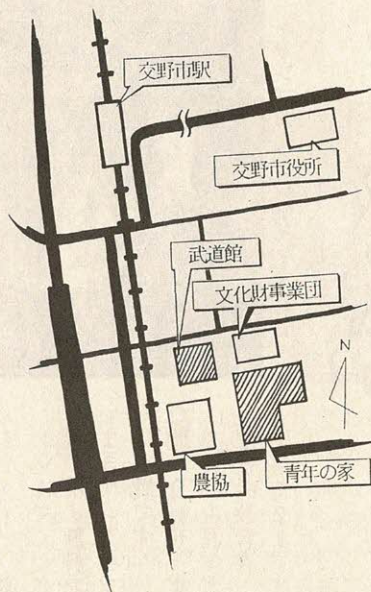 交野市駅
交野市役所
武道館
文化財事業団
N
農協
青年の家